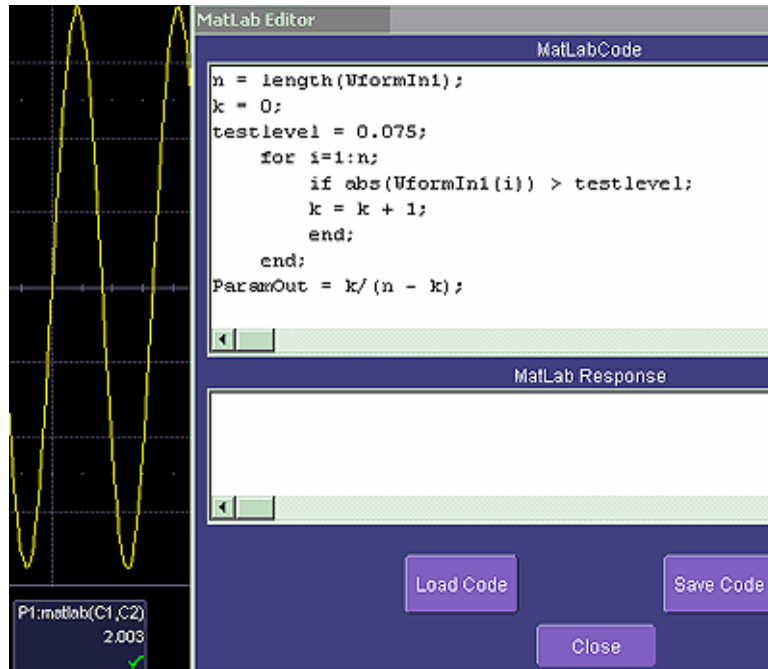 MatLab Editor
MatLabCode
n = length(WformIn1);
k = 0;
testlevel = 0.075;
for i=1:n;
if abs(WformIn1(i)) > testlevel;
k = k + 1;
end;
end;
ParamOut = k/(n - k);
MatLab Response
Load Code
Save Code
Close
P1:matlab(C1,C2)
2.003